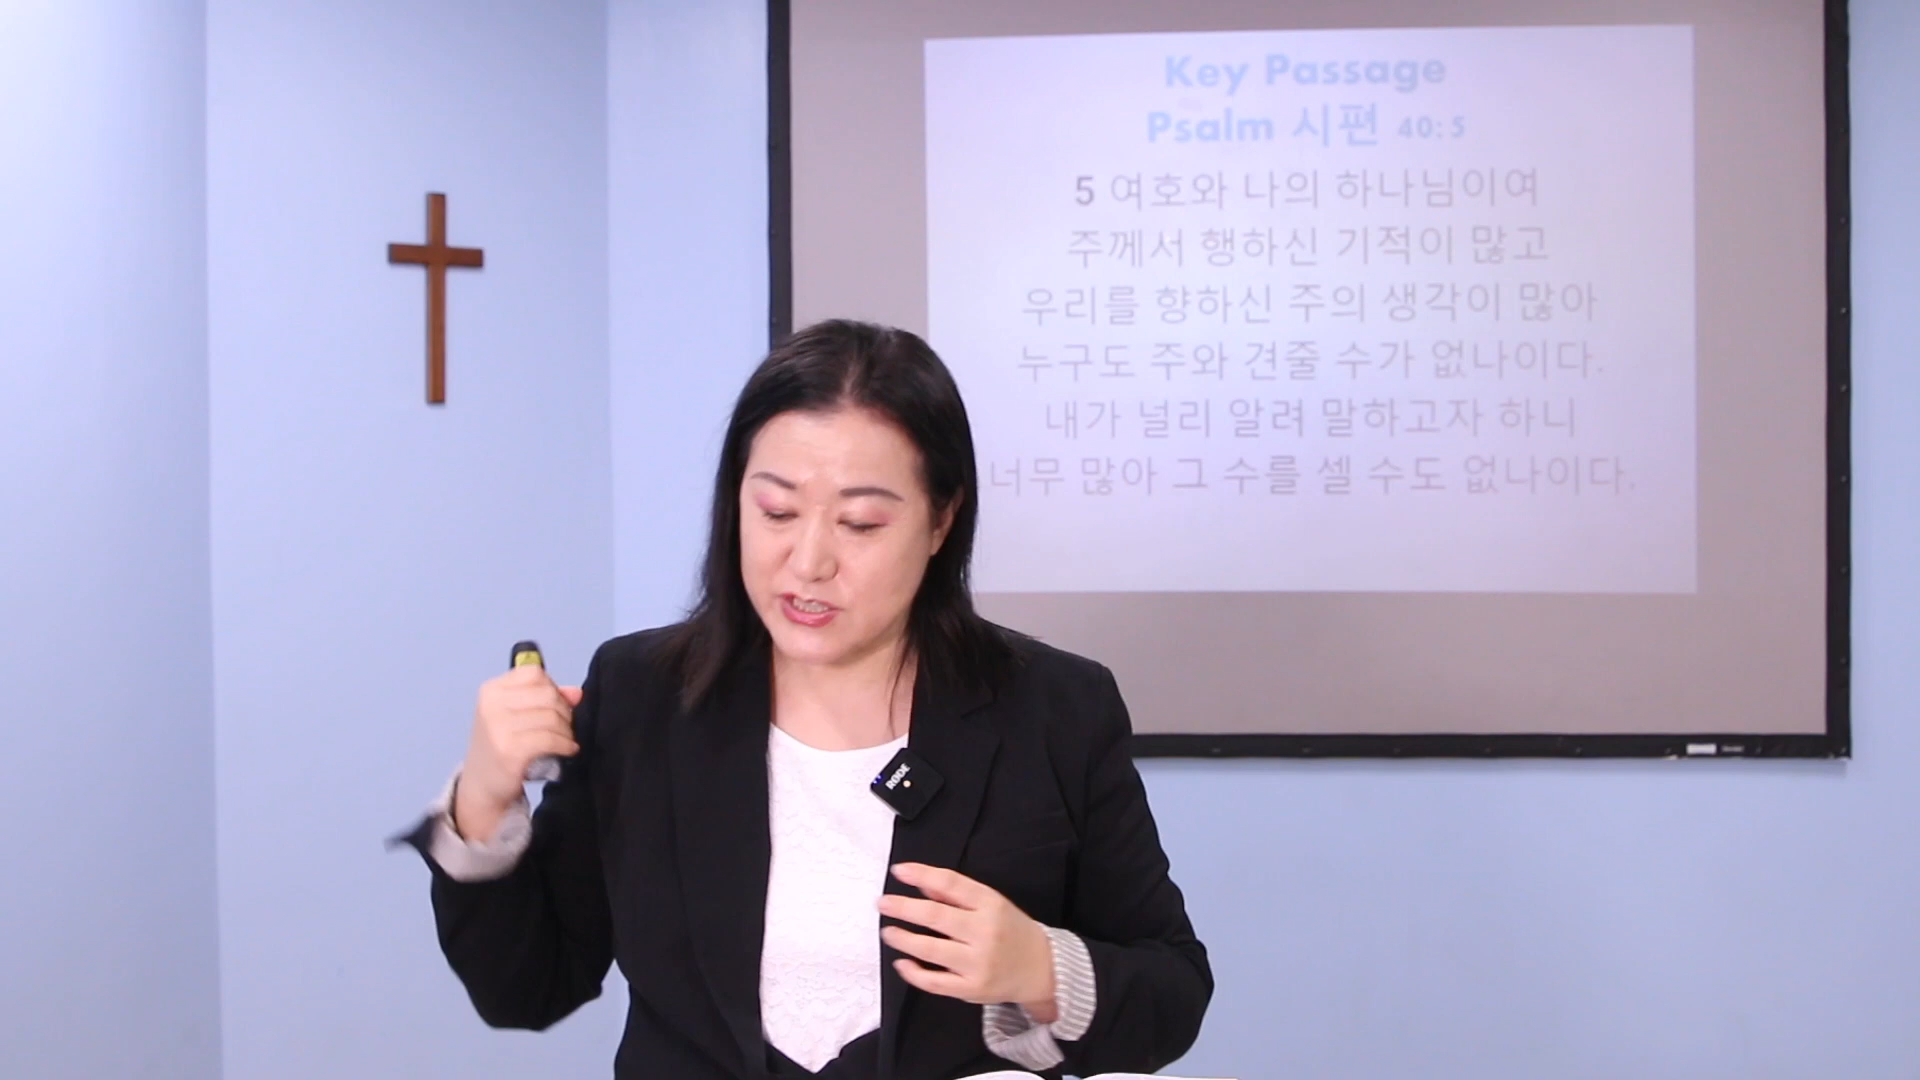 Key Passage
Psalm 시편 40:5
5 여호와 나의 하나님이여
주께서 행하신 기적이 많고
우리를 향하신 주의 생각이 많아
누구도 주와 견줄 수가 없나이다.
내가 널리 알려 말하고자 하니
너무 많아 그 수를 셀 수도 없나이다.
RØDE